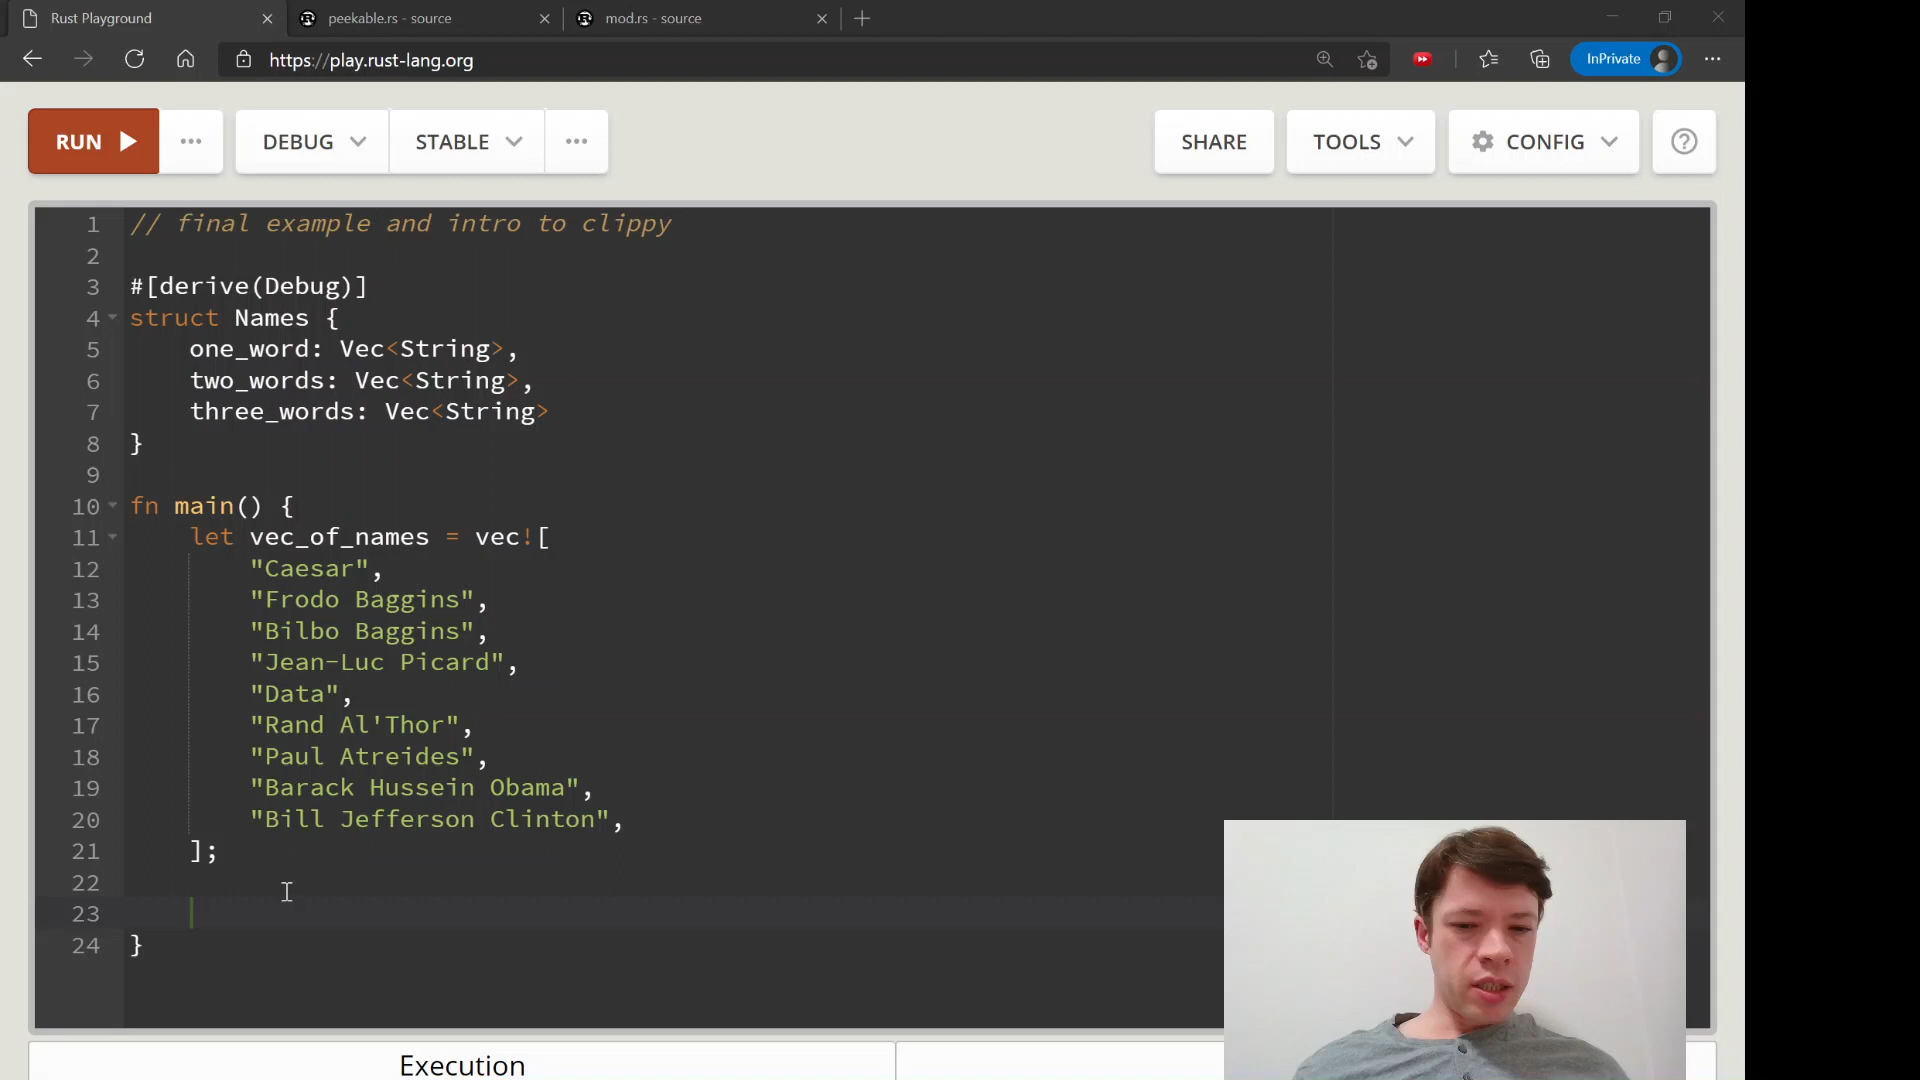 Rust Playground
peekable.rs - source
mod.rs - source
https://play.rust-lang.org
InPrivate
RUN
DEBUG
STABLE
SHARE
TOOLS
CONFIG
1 // final example and intro to clippy
2
3 #[derive(Debug)]
4 struct Names {
5 one_word: Vec<String>,
6 two_words: Vec<String>,
7 three_words: Vec<String>
8 }
9
10 fn main() {
11 let vec_of_names = vec![
12 "Caesar",
13 "Frodo Baggins",
14 "Bilbo Baggins",
15 "Jean-Luc Picard",
16 "Data",
17 "Rand Al'Thor",
18 "Paul Atreides",
19 "Barack Hussein Obama",
20 "Bill Jefferson Clinton",
21 ];
22
23
24 }
Execution